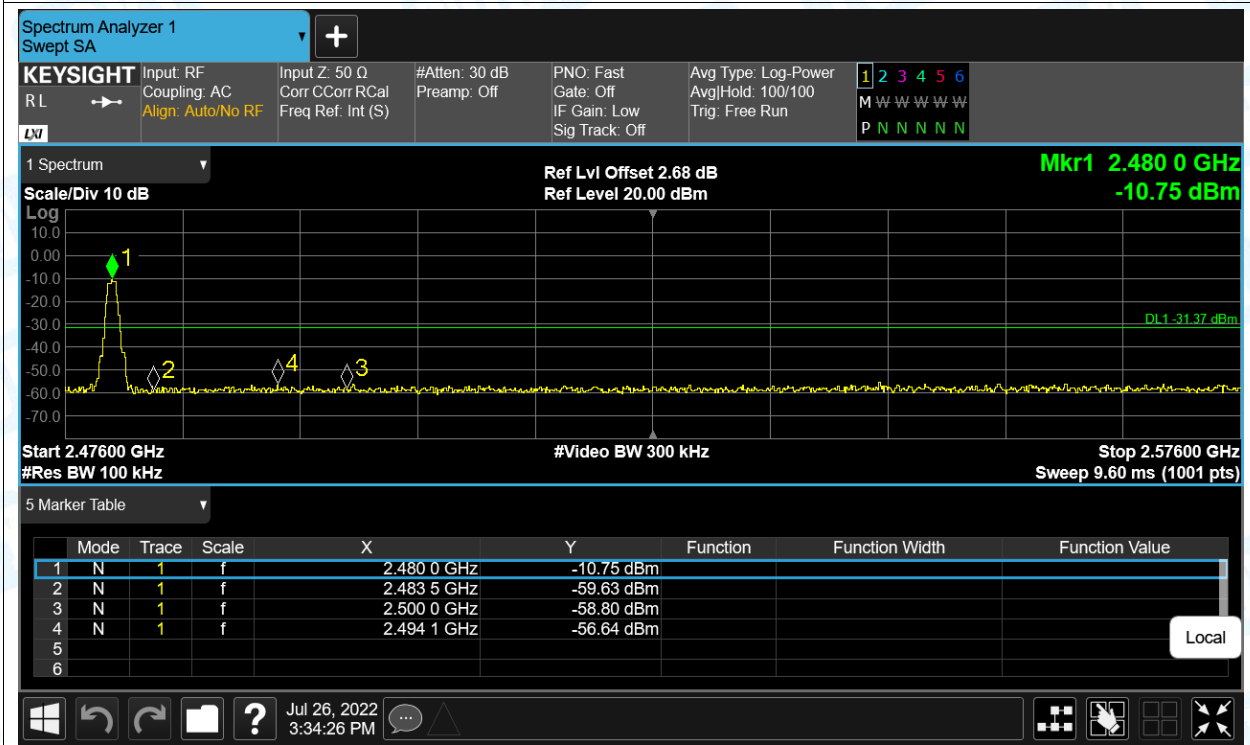 Spectrum Analyzer 1
Swept SA
KEYSIGHT
R L
LXI
Input: RF
Coupling: AC
Align: Auto/No RF
Input Z: 50 Ω
Corr CCorr RCal
Freq Ref: Int (S)
#Atten: 30 dB
Preamp: Off
PNO: Fast
Gate: Off
IF Gain: Low
Sig Track: Off
Avg Type: Log-Power
Avg|Hold: 100/100
Trig: Free Run
1 2 3 4 5 6
M W W W W W
P N N N N N
1 Spectrum
Scale/Div 10 dB
Ref Lvl Offset 2.68 dB
Ref Level 20.00 dBm
Mkr1 2.480 0 GHz
-10.75 dBm
Log
10.0
0.00
-10.0
-20.0
-30.0
-40.0
-50.0
-60.0
-70.0
1
2
4
3
DL1 -31.37 dBm
Start 2.47600 GHz
#Res BW 100 kHz
#Video BW 300 kHz
Stop 2.57600 GHz
Sweep 9.60 ms (1001 pts)
5 Marker Table
Mode Trace Scale X Y Function Function Width Function Value
1 N 1 f 2.480 0 GHz -10.75 dBm
2 N 1 f 2.483 5 GHz -59.63 dBm
3 N 1 f 2.500 0 GHz -58.80 dBm
4 N 1 f 2.494 1 GHz -56.64 dBm
5
6
Local
?
Jul 26, 2022
3:34:26 PM